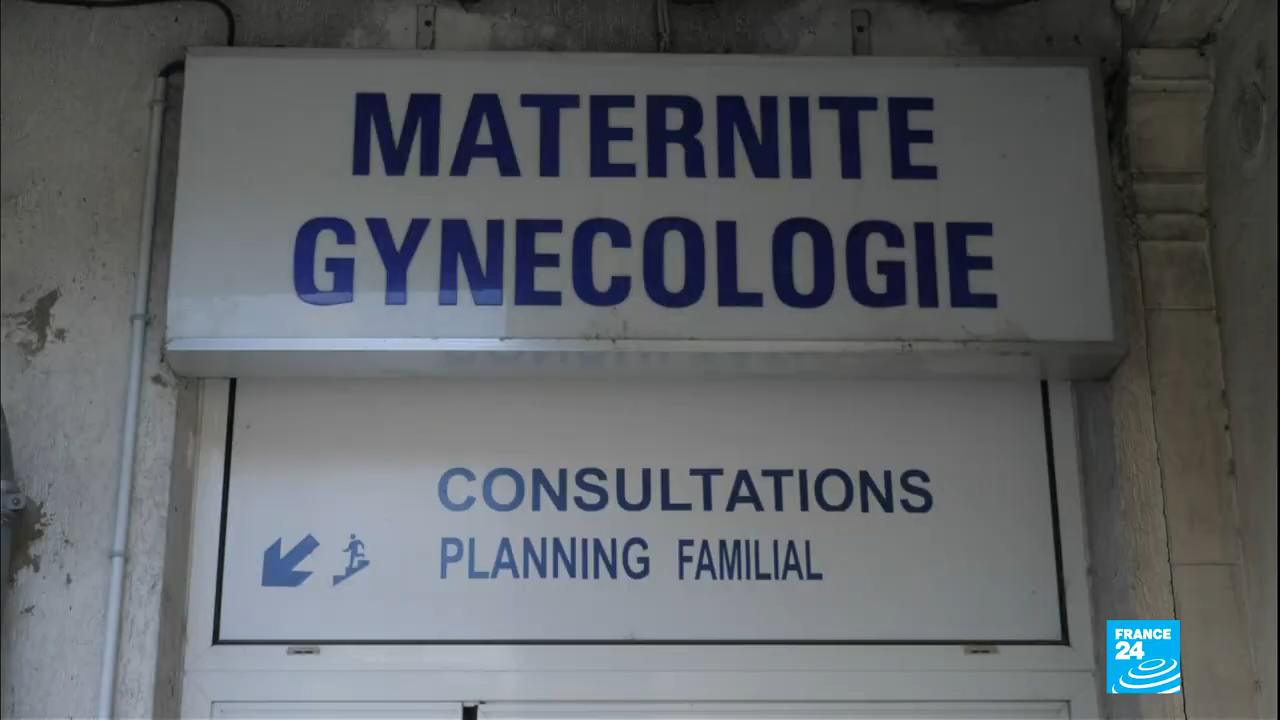 MATERNITE
GYNECOLOGIE
CONSULTATIONS
PLANNING FAMILIAL
FRANCE
24